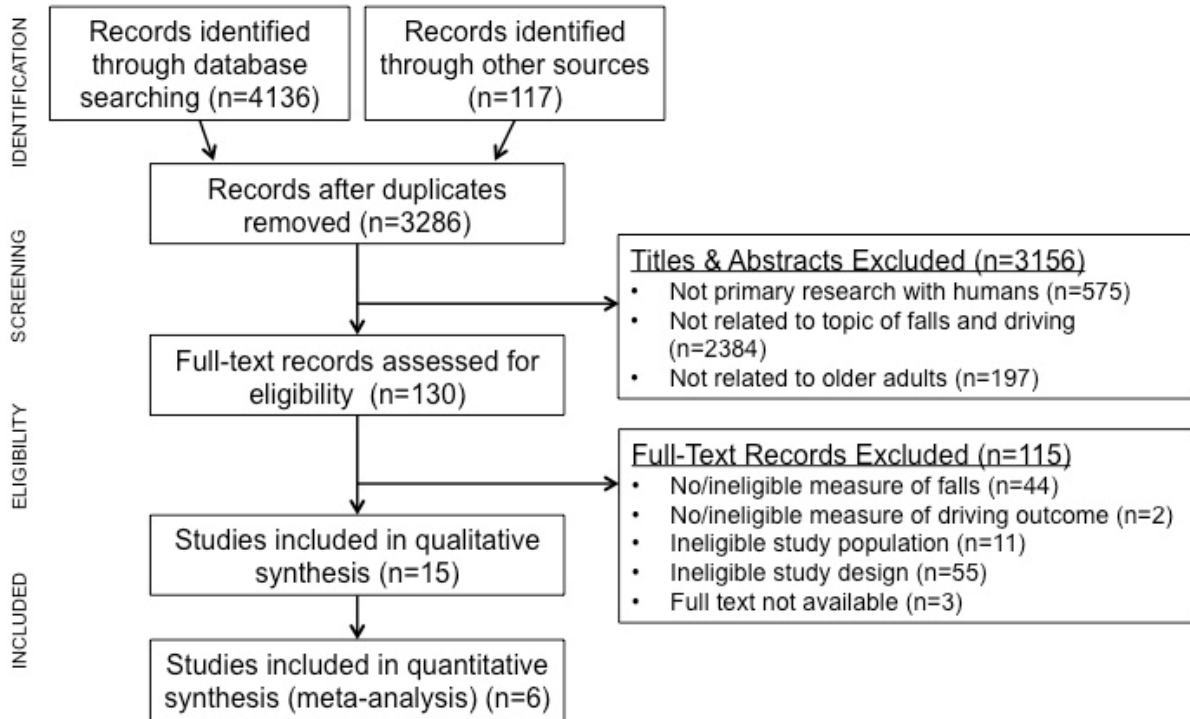 IDENTIFICATION
Records identified
through database
searching (n=4136)
Records identified
through other sources
(n=117)
Records after duplicates
removed (n=3286)
SCREENING
Titles & Abstracts Excluded (n=3156)
• Not primary research with humans (n=575)
• Not related to topic of falls and driving
(n=2384)
• Not related to older adults (n=197)
Full-text records assessed for
eligibility (n=130)
ELIGIBILITY
Full-Text Records Excluded (n=115)
• No/ineligible measure of falls (n=44)
• No/ineligible measure of driving outcome (n=2)
• Ineligible study population (n=11)
• Ineligible study design (n=55)
• Full text not available (n=3)
Studies included in qualitative
synthesis (n=15)
INCLUDED
Studies included in quantitative
synthesis (meta-analysis) (n=6)